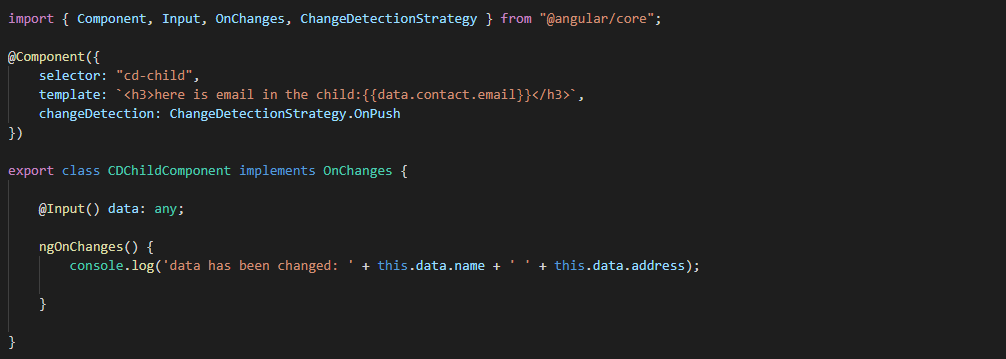 import { Component, Input, OnChanges, ChangeDetectionStrategy } from "@angular/core";
@Component({
selector: "cd-child",
template: `<h3>here is email in the child:{{data.contact.email}}</h3>`,
changeDetection: ChangeDetectionStrategy.OnPush
})
export class CDChildComponent implements OnChanges {
@Input() data: any;
ngOnChanges() {
console.log('data has been changed: ' + this.data.name + ' ' + this.data.address);
}
}